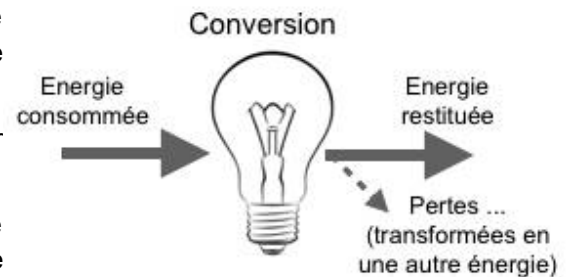 Conversion
Energie
consommée
Energie
restituée
Pertes ...
(transformées en
une autre énergie)